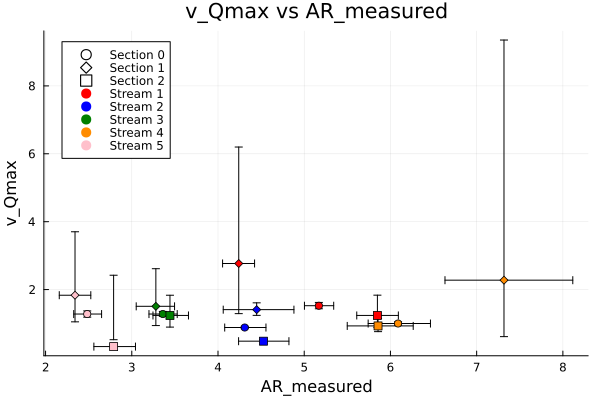 v_Qmax vs AR_measured
Section 0
Section 1
Section 2
Stream 1
Stream 2
Stream 3
Stream 4
Stream 5
8
6
4
2
v_Qmax
2 3 4 5 6 7 8
AR_measured